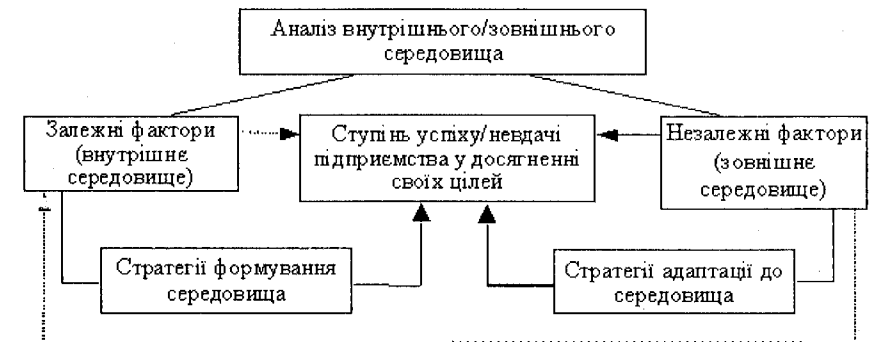 Аналіз внутрішнього/зовнішнього
середовища
Залежні фактори
(внутрішнє
середовище)
Ступінь успіху/невдачі
підприємства у досягненні
своїх цілей
Незалежні фактори
(зовнішнє
середовище)
Стратегії формування
середовища
Стратегії адаптації до
середовища